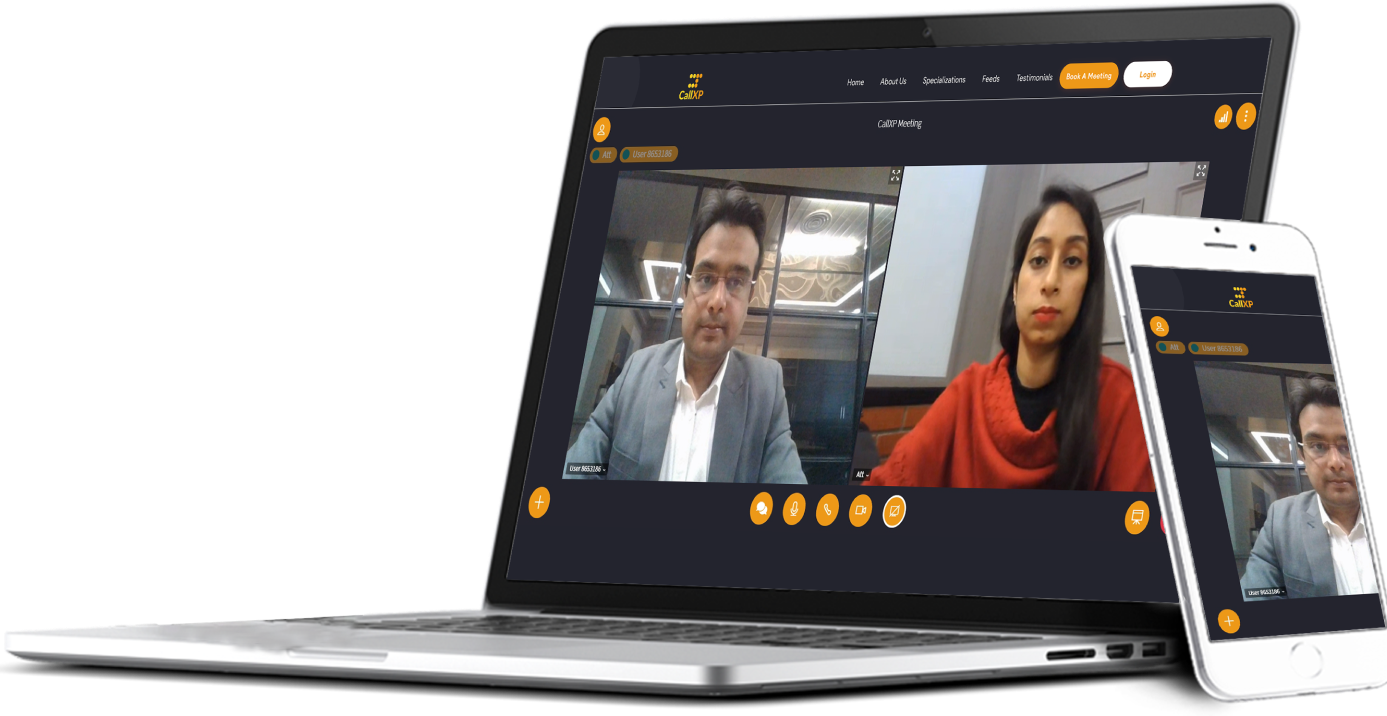 CallXP
Home About Us Specializations Feeds Testimonials Book A Meeting Login
CallXP Meeting
Att User 8653186
User 8653186
Att
CallXP
Att User 8653186
User 8653186